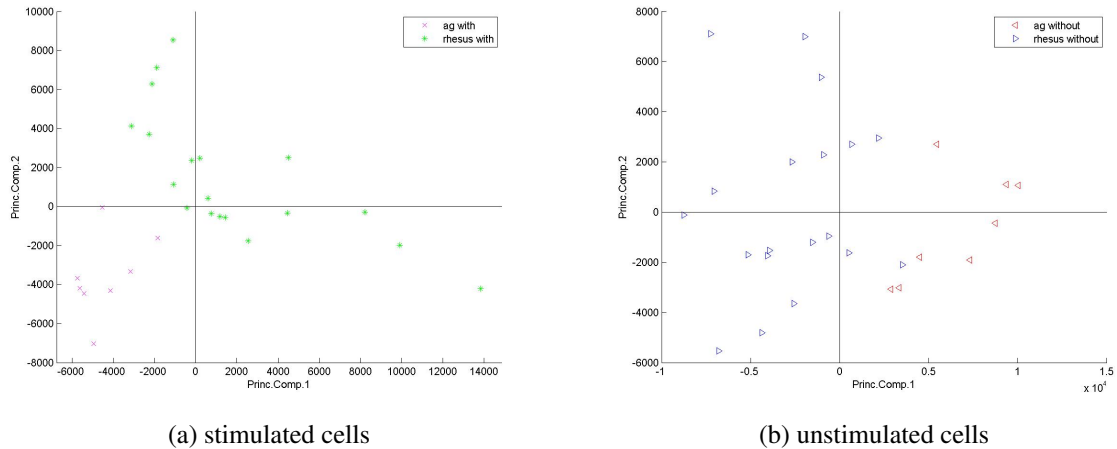 10000
8000
6000
4000
2000
0
-2000
-4000
-6000
-8000
Princ.Comp.2
-6000 -4000 -2000 0 2000 4000 6000 8000 10000 12000 14000
Princ.Comp.1
ag with
rhesus with
(a) stimulated cells
8000
6000
4000
2000
0
-2000
-4000
-6000
Princ.Comp.2
-1 -0.5 0 0.5 1 1.5
x 10⁴
Princ.Comp.1
ag without
rhesus without
(b) unstimulated cells